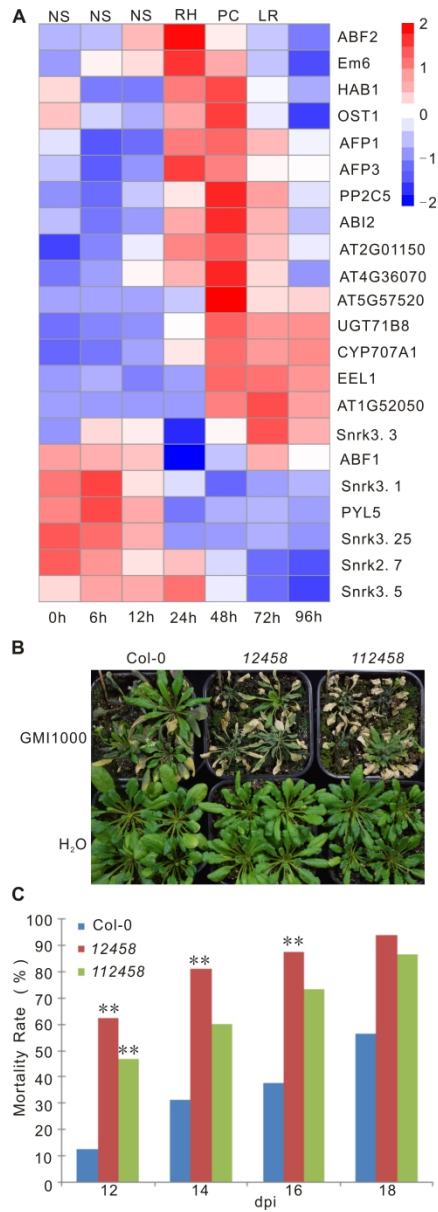 A
NS NS NS RH PC LR
ABF2
Em6
HAB1
OST1
AFP1
AFP3
PP2C5
ABI2
AT2G01150
AT4G36070
AT5G57520
UGT71B8
CYP707A1
EEL1
AT1G52050
Snrk3. 3
ABF1
Snrk3. 1
PYL5
Snrk3. 25
Snrk2. 7
Snrk3. 5
2
1
0
-1
-2
0h 6h 12h 24h 48h 72h 96h
B
Col-0 12458 112458
GMI1000
H₂O
C
Mortality Rate ( % )
100
90
80
70
60
50
40
30
20
10
0
Col-0
12458
112458
** ** ** **
12 14 16 18
dpi